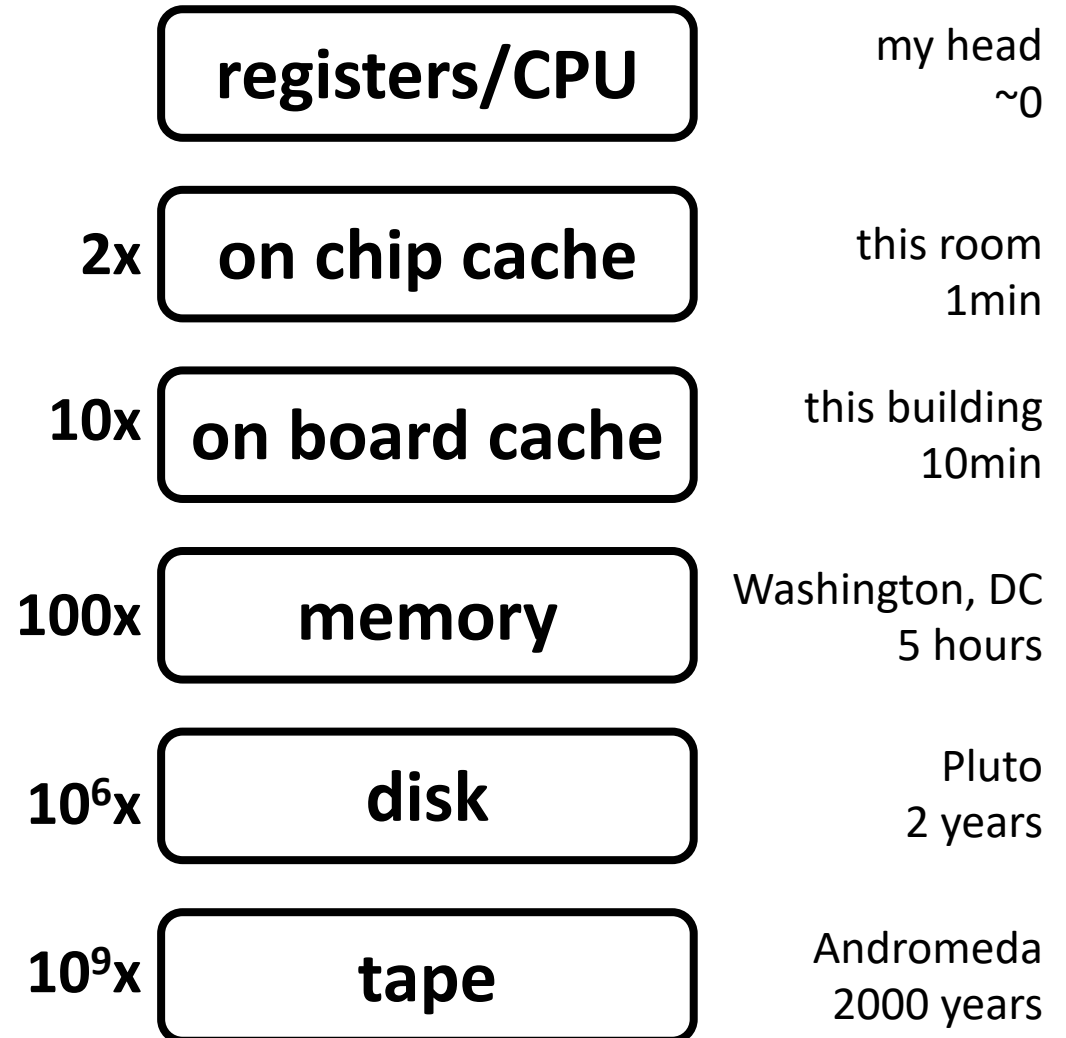 registers/CPU
my head
~0
2x
on chip cache
this room
1min
10x
on board cache
this building
10min
100x
memory
Washington, DC
5 hours
10⁶x
disk
Pluto
2 years
10⁹x
tape
Andromeda
2000 years